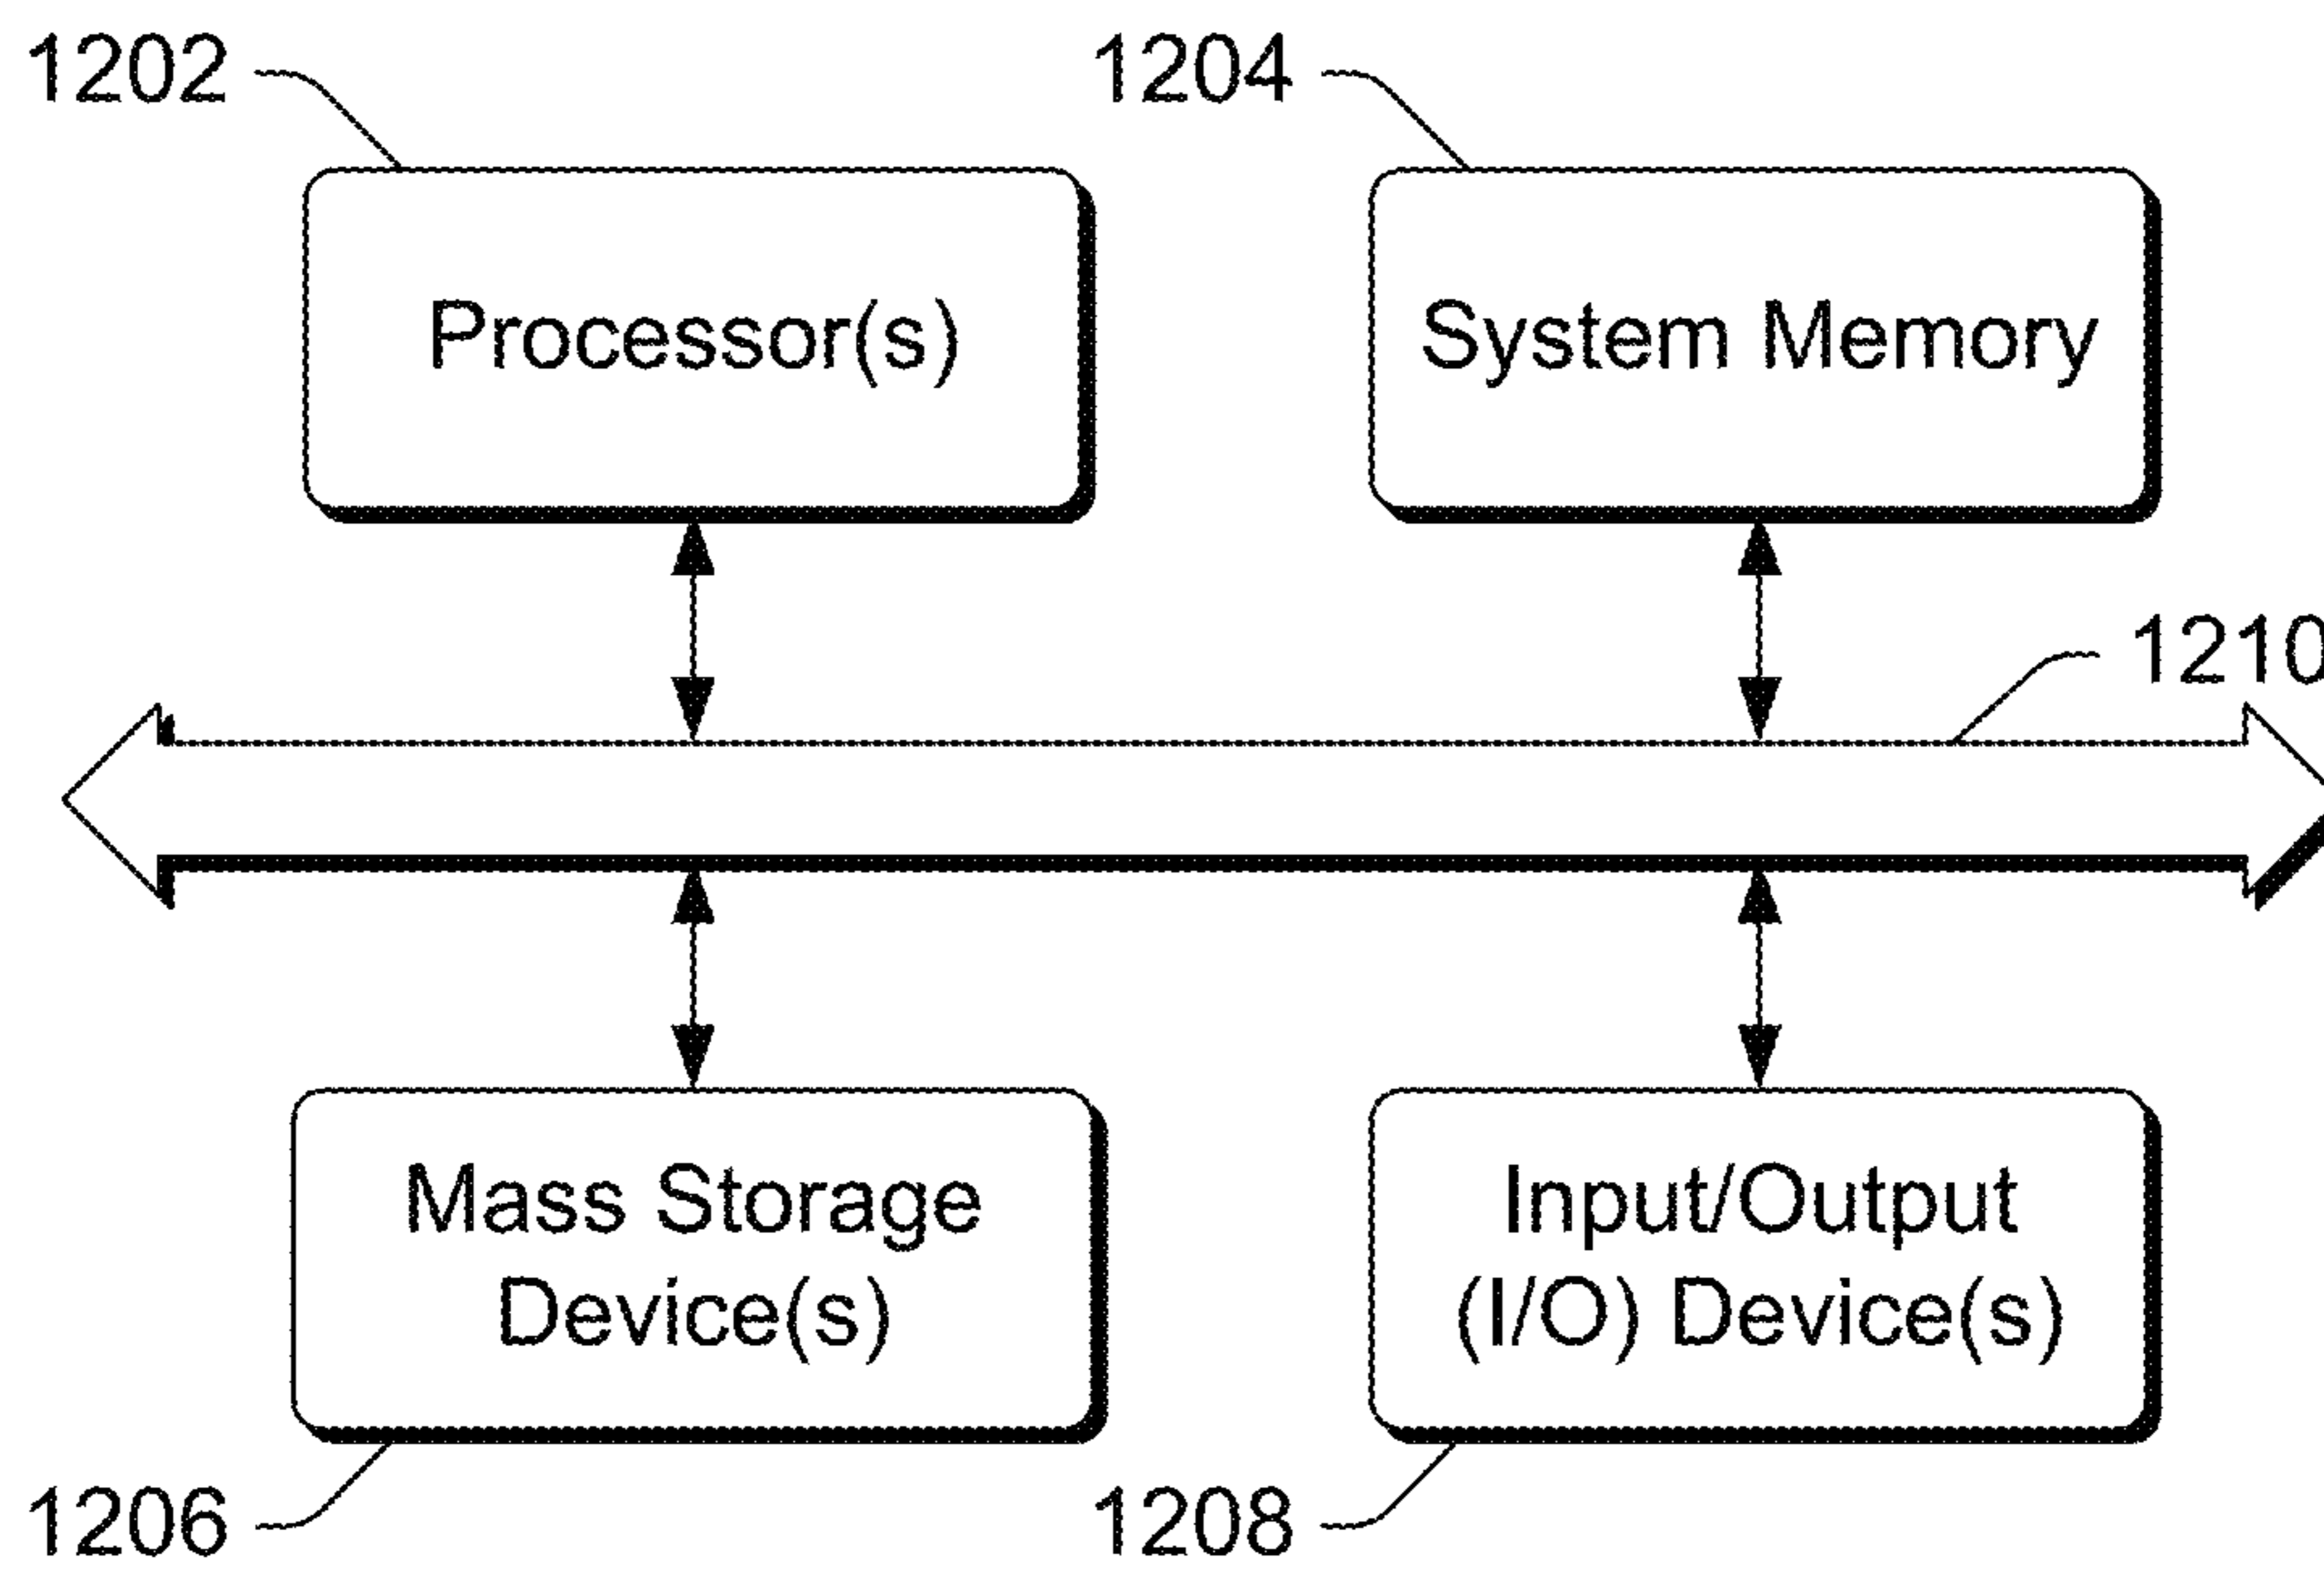 1202
1204
Processor(s)
System Memory
1210
Mass Storage
Device(s)
Input/Output
(I/O) Device(s)
1206
1208